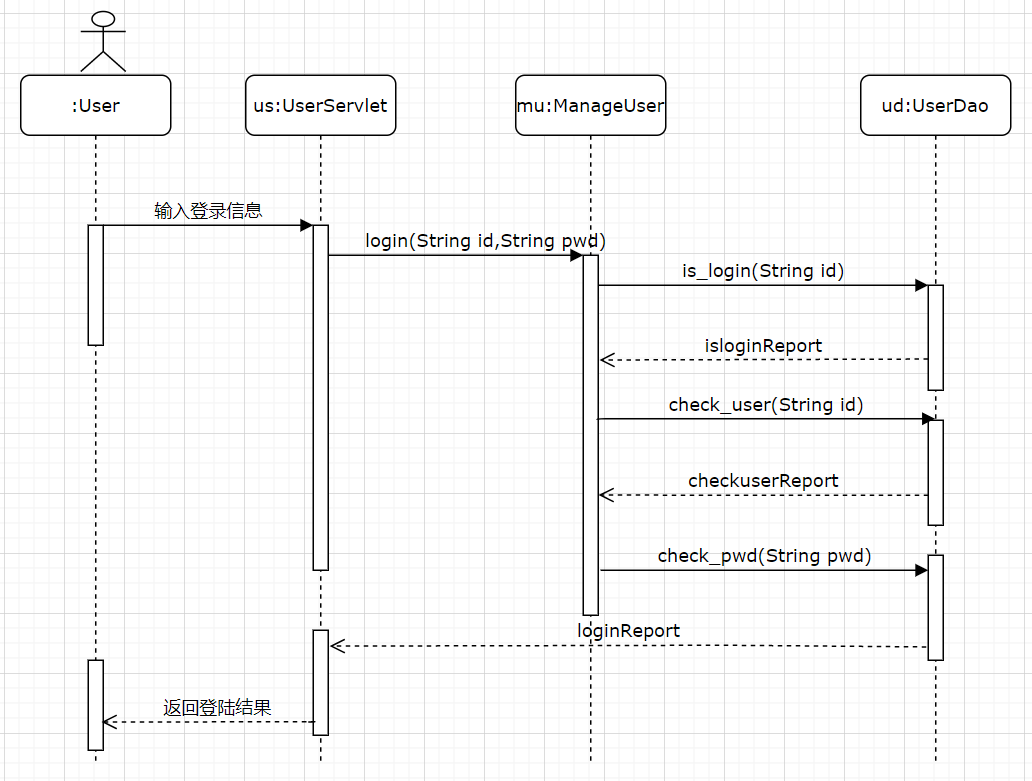 :User
us:UserServlet
mu:ManageUser
ud:UserDao
输入登录信息
login(String id,String pwd)
is_login(String id)
isloginReport
check_user(String id)
checkuserReport
check_pwd(String pwd)
loginReport
返回登陆结果